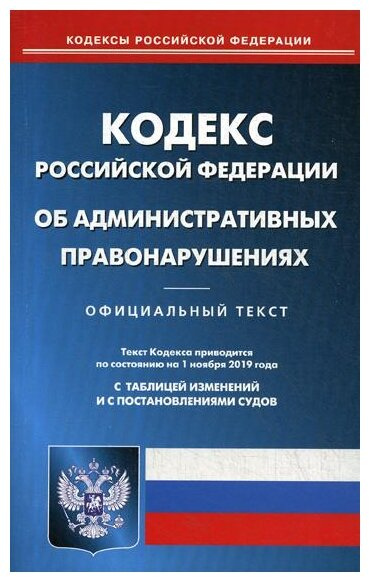 КОДЕКСЫ РОССИЙСКОЙ ФЕДЕРАЦИИ
КОДЕКС
РОССИЙСКОЙ ФЕДЕРАЦИИ
ОБ АДМИНИСТРАТИВНЫХ
ПРАВОНАРУШЕНИЯХ
ОФИЦИАЛЬНЫЙ ТЕКСТ
Текст Кодекса приводится
по состоянию на 1 ноября 2019 года
С ТАБЛИЦЕЙ ИЗМЕНЕНИЙ
И С ПОСТАНОВЛЕНИЯМИ СУДОВ